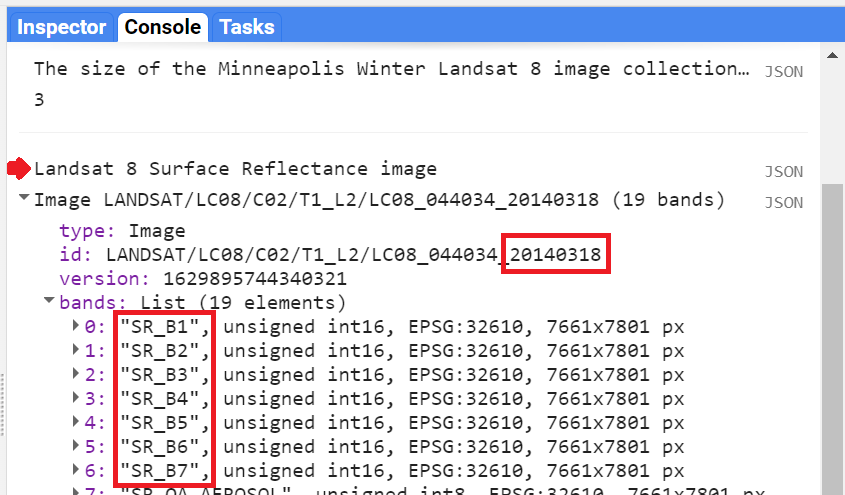 Inspector Console Tasks
The size of the Minneapolis Winter Landsat 8 image collection… JSON
3
Landsat 8 Surface Reflectance image JSON
Image LANDSAT/LC08/C02/T1_L2/LC08_044034_20140318 (19 bands) JSON
type: Image
id: LANDSAT/LC08/C02/T1_L2/LC08_044034_20140318
version: 1629895744340321
bands: List (19 elements)
0: "SR_B1", unsigned int16, EPSG:32610, 7661x7801 px
1: "SR_B2", unsigned int16, EPSG:32610, 7661x7801 px
2: "SR_B3", unsigned int16, EPSG:32610, 7661x7801 px
3: "SR_B4", unsigned int16, EPSG:32610, 7661x7801 px
4: "SR_B5", unsigned int16, EPSG:32610, 7661x7801 px
5: "SR_B6", unsigned int16, EPSG:32610, 7661x7801 px
6: "SR_B7", unsigned int16, EPSG:32610, 7661x7801 px
7: "SR_QA_AEROSOL", unsigned int8, EPSG:32610, 7661x7801 px